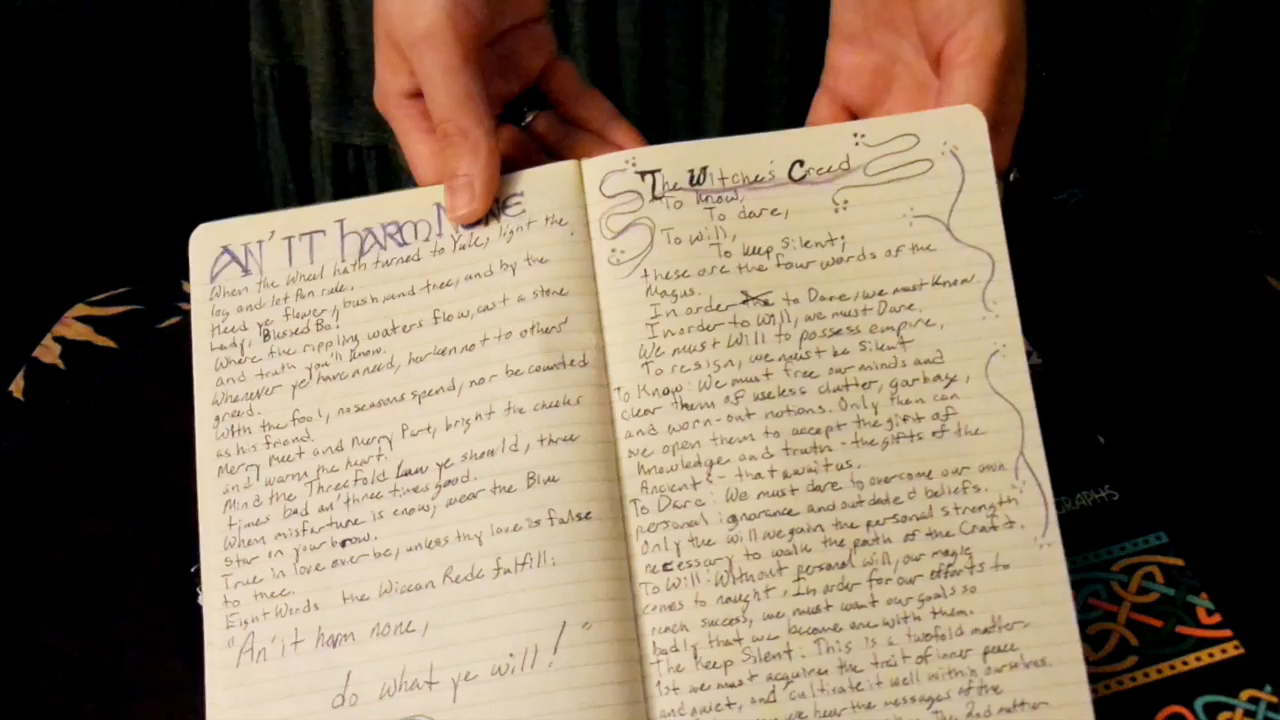 AN' IT HARM NONE
When the Wheel hath turned to Yule, light the
log and let Pan rule.
Heed ye flower, bush, and tree, and by the
Lady, Blessed Be.
Where the rippling waters flow, cast a stone
and truth you'll know.
Whenever ye have a need, harken not to others'
greed.
With the fool, no seasons spend, nor be counted
as his friend.
Merry Meet and Merry Part, bright the cheeks
and warm the heart.
Mind the Threefold Law ye should, three
times bad an' three times good.
When misfortune is enow, wear the Blue
star on your brow.
True in love ever be, unless thy love is false
to thee.
Eight Words the Wiccan Rede fulfill:
"An' it harm none,
do what ye will!"
The Witche's Creed
To Know,
To dare,
To will,
To keep silent;
these are the four words of the
Magus.
In order to Dare, we must Know
In order to Will, we must Dare.
We must Will to possess empire,
To resign, we must be Silent
To Know: We must free our minds and
clear them of useless clutter, garbage,
and worn-out notions. Only then can
we open them to accept the gift of
Knowledge and truth - the gifts of the
Ancients - that await us.
To Dare: We must dare to overcome our own
personal ignorance and outdated beliefs.
Only the will we gain the personal strength
necessary to walk the path of the Craft.
To Will: Without personal will, our magic
comes to naught. In order for our efforts to
reach success, we must want our goals so
badly that we become one with them.
The Keep Silent: This is a twofold matter.
1st we must acquire the trait of inner peace
and quiet, and cultivate it well within ourselves.
we hear the messages of the
The 2nd matter
GRAPHS